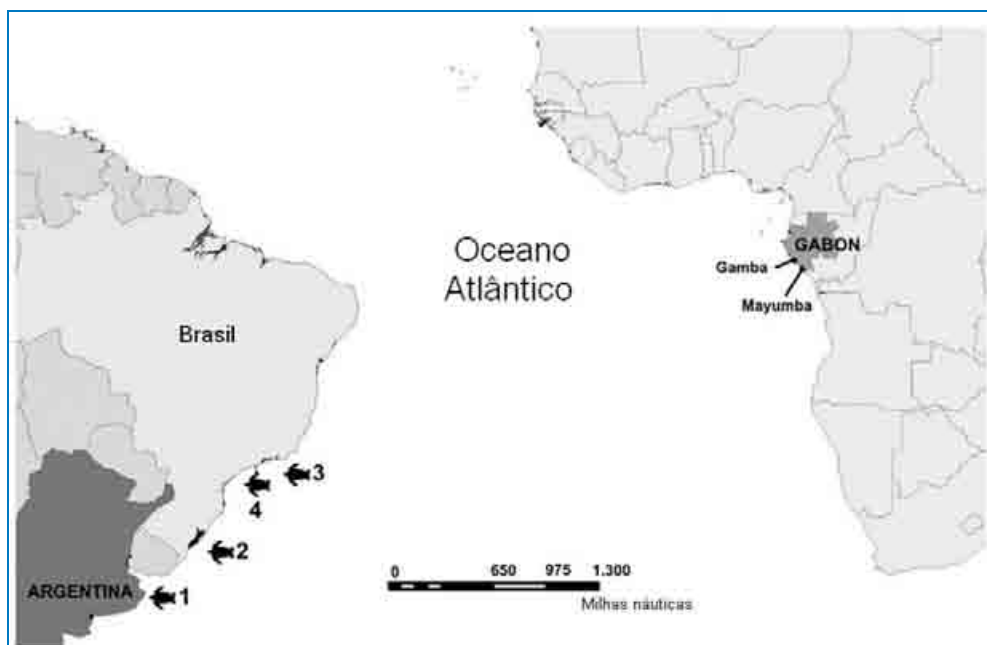 Oceano
Atlântico
GABON
Gamba
Mayumba
Brasil
3
4
2
ARGENTINA
1
0 650 975 1.300
Milhas náuticas